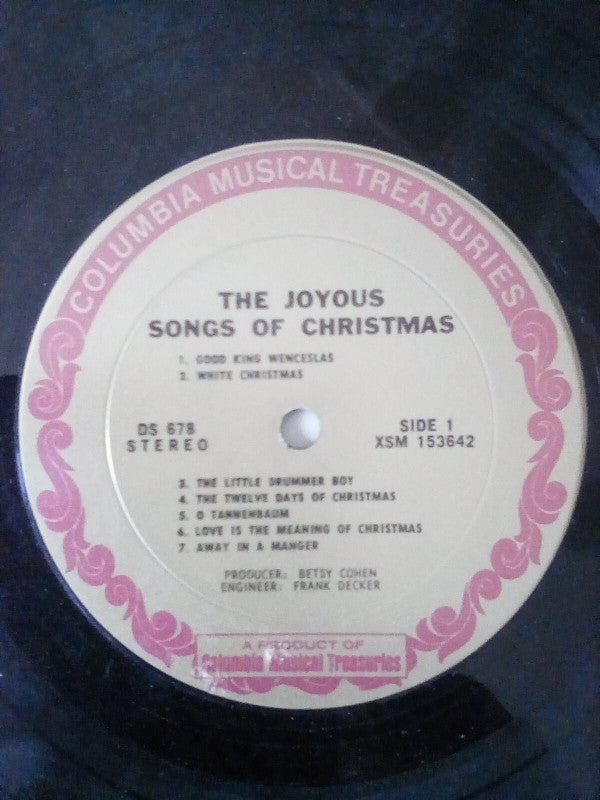 COLUMBIA MUSICAL TREASURIES
THE JOYOUS
SONGS OF CHRISTMAS
1. GOOD KING WENCESLAS
2. WHITE CHRISTMAS
DS 678
STEREO
SIDE 1
XSM 153642
3. THE LITTLE DRUMMER BOY
4. THE TWELVE DAYS OF CHRISTMAS
5. O TANNENBAUM
6. LOVE IS THE MEANING OF CHRISTMAS
7. AWAY IN A MANGER
PRODUCER: BETSY COHEN
ENGINEER: FRANK DECKER
A PRODUCT OF
Columbia Musical Treasuries